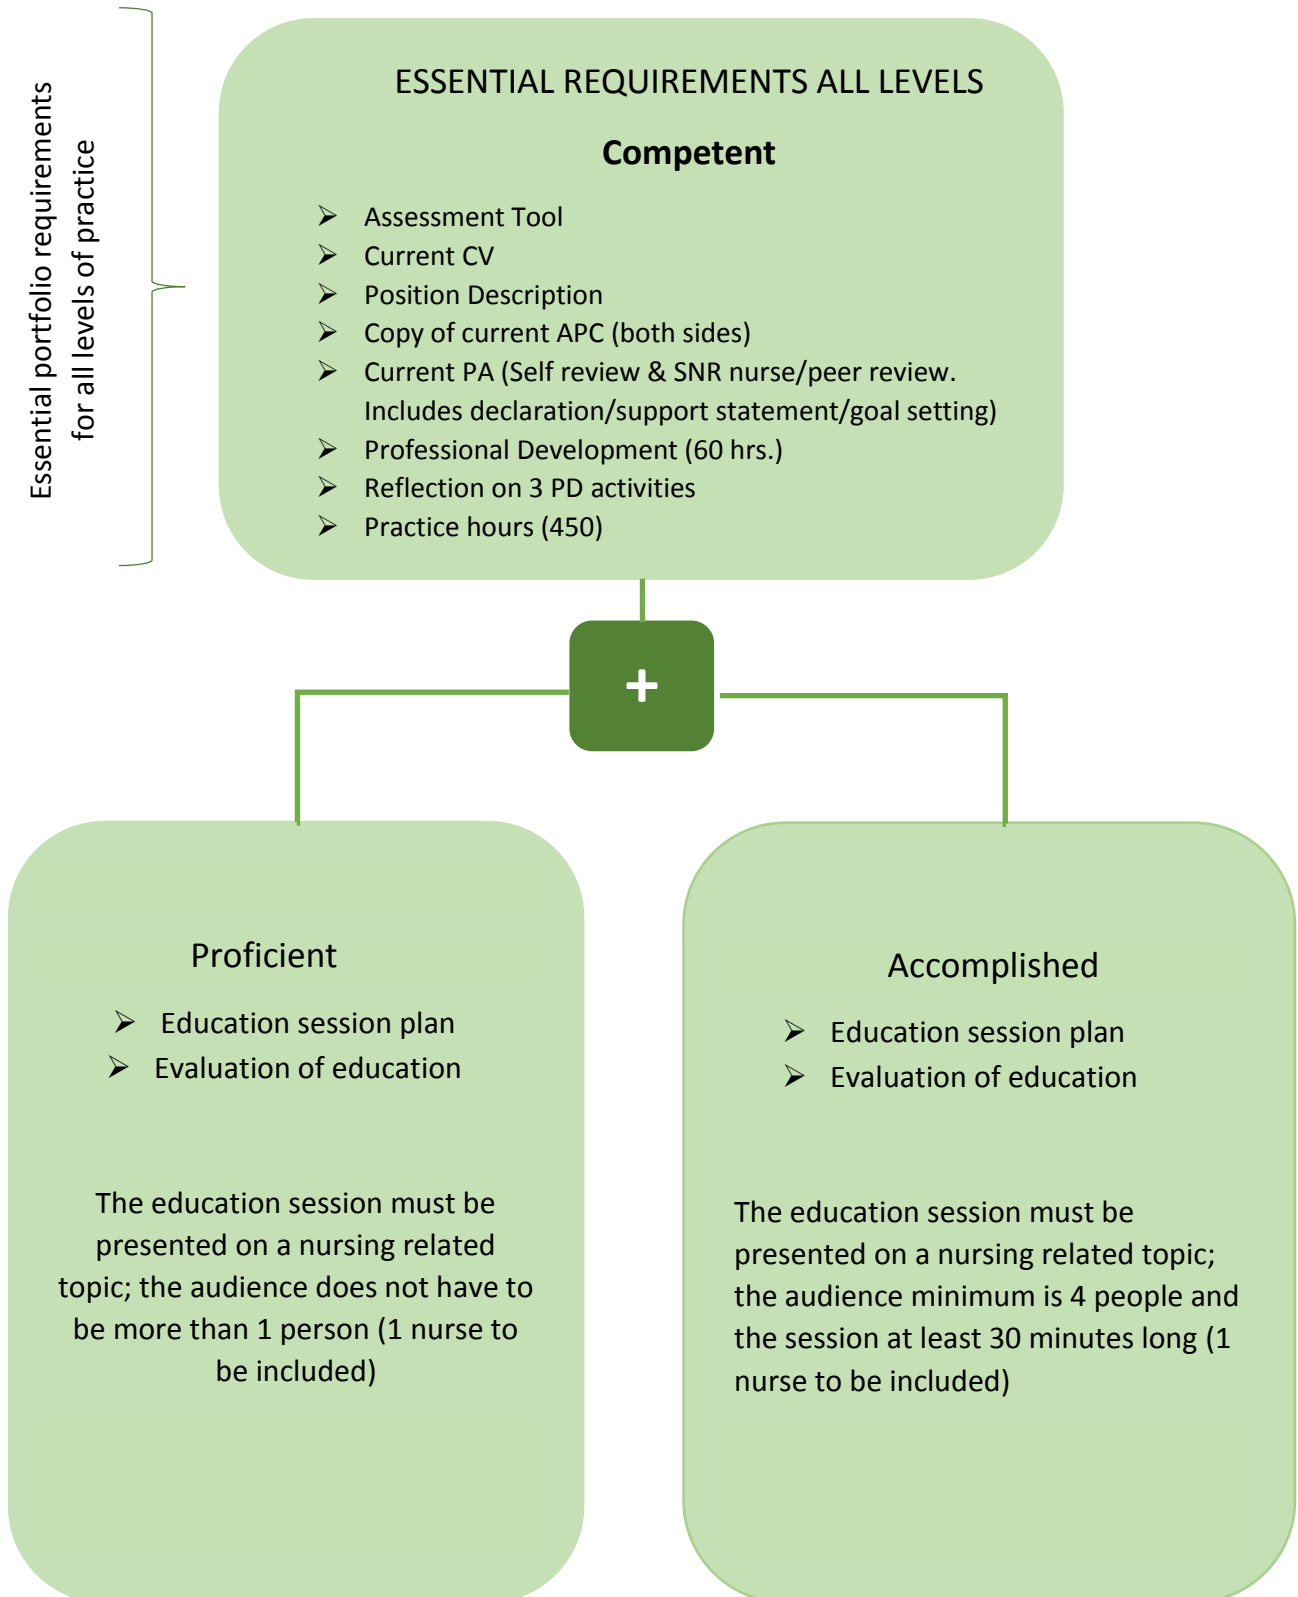 Essential portfolio requirements
for all levels of practice
ESSENTIAL REQUIREMENTS ALL LEVELS
Competent
➢ Assessment Tool
➢ Current CV
➢ Position Description
➢ Copy of current APC (both sides)
➢ Current PA (Self review & SNR nurse/peer review.
Includes declaration/support statement/goal setting)
➢ Professional Development (60 hrs.)
➢ Reflection on 3 PD activities
➢ Practice hours (450)
+
Proficient
➢ Education session plan
➢ Evaluation of education
The education session must be
presented on a nursing related
topic; the audience does not have to
be more than 1 person (1 nurse to
be included)
Accomplished
➢ Education session plan
➢ Evaluation of education
The education session must be
presented on a nursing related topic;
the audience minimum is 4 people and
the session at least 30 minutes long (1
nurse to be included)